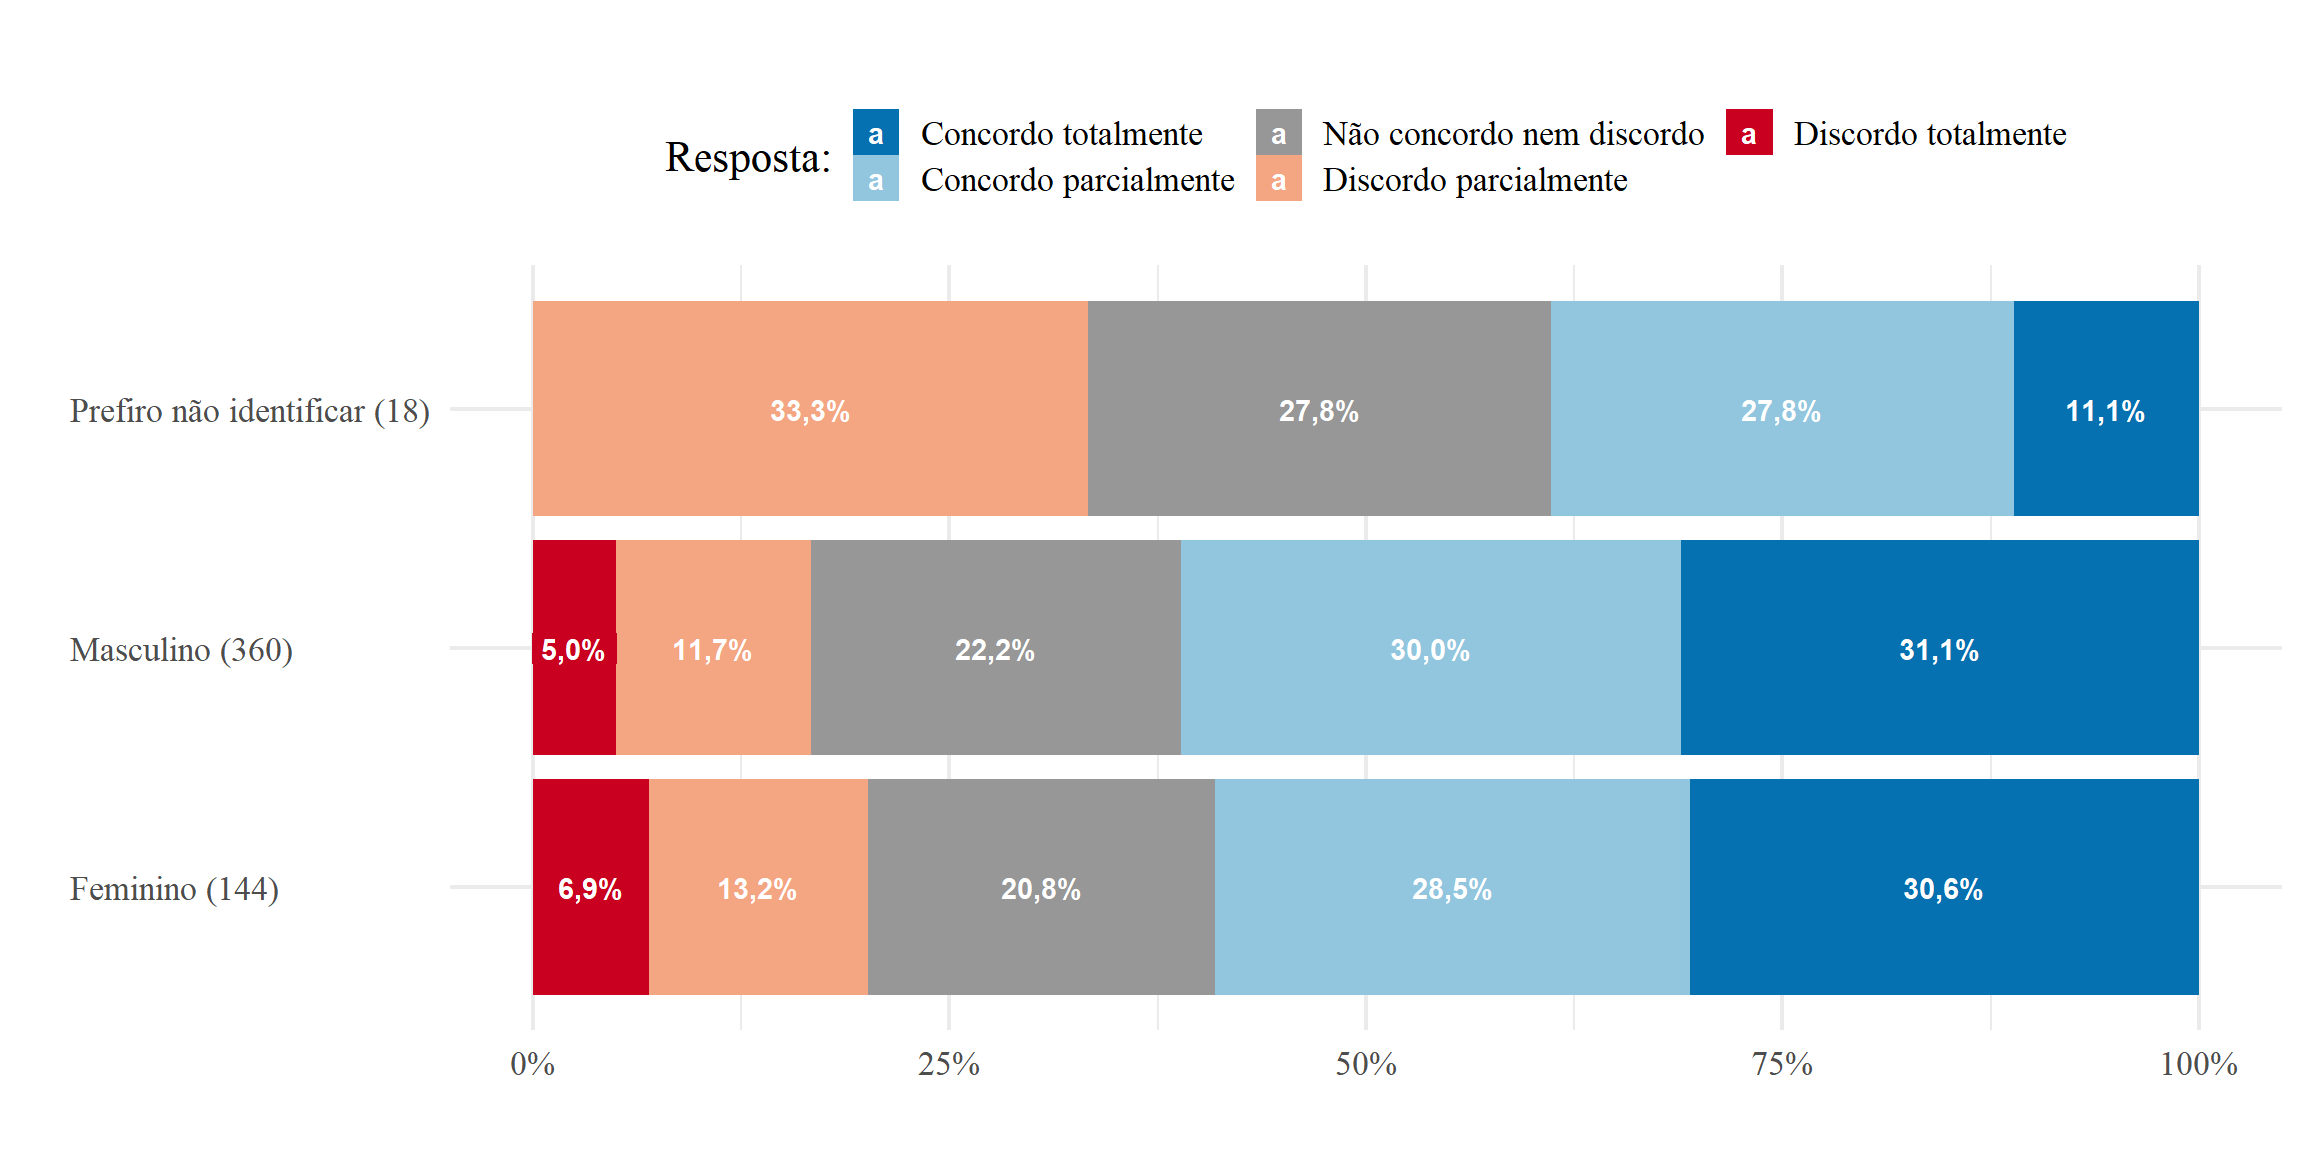 Resposta:
a Concordo totalmente a Não concordo nem discordo a Discordo totalmente
a Concordo parcialmente a Discordo parcialmente
Prefiro não identificar (18) 33,3% 27,8% 27,8% 11,1%
Masculino (360) 5,0% 11,7% 22,2% 30,0% 31,1%
Feminino (144) 6,9% 13,2% 20,8% 28,5% 30,6%
0% 25% 50% 75% 100%